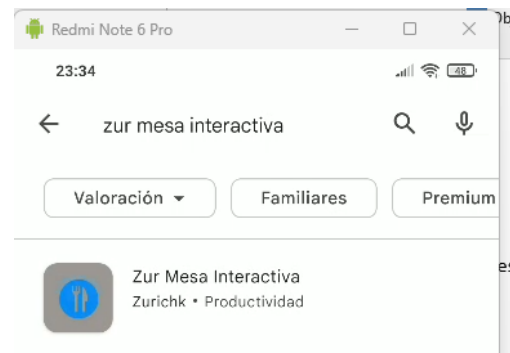 Redmi Note 6 Pro
23:34
48
zur mesa interactiva
Valoración
Familiares
Premium
Zur Mesa Interactiva
Zurichk • Productividad